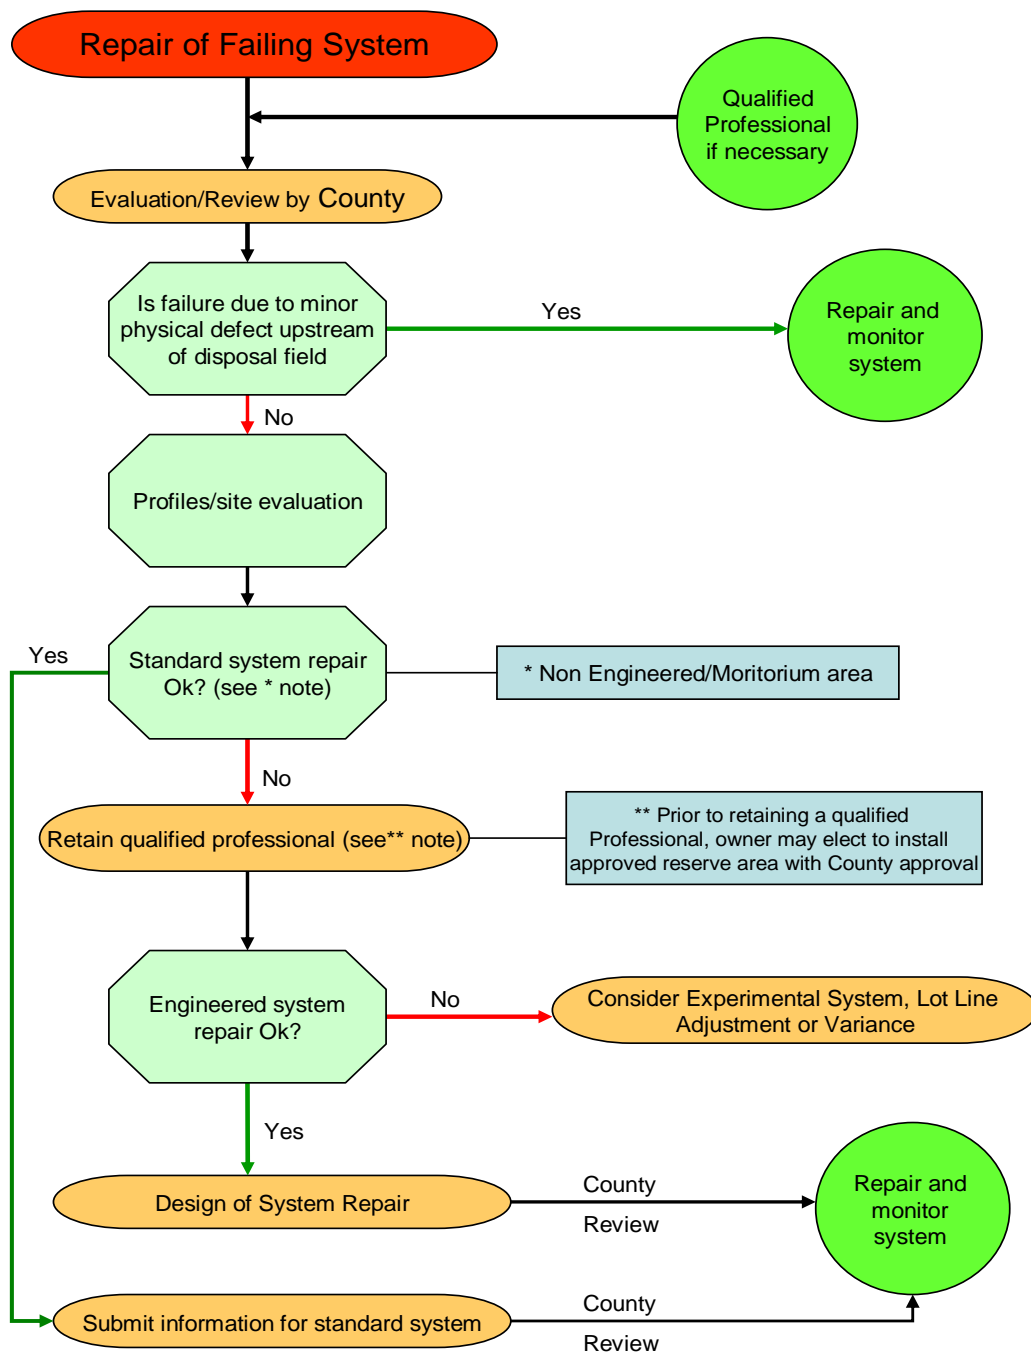 Repair of Failing System
Qualified
Professional
if necessary
Evaluation/Review by County
Is failure due to minor
physical defect upstream
of disposal field
Yes
Repair and
monitor
system
No
Profiles/site evaluation
Yes
Standard system repair
Ok? (see * note)
* Non Engineered/Moritorium area
No
Retain qualified professional (see** note)
** Prior to retaining a qualified
Professional, owner may elect to install
approved reserve area with County approval
Engineered system
repair Ok?
No
Consider Experimental System, Lot Line
Adjustment or Variance
Yes
Design of System Repair
County
Review
Repair and
monitor
system
Submit information for standard system
County
Review